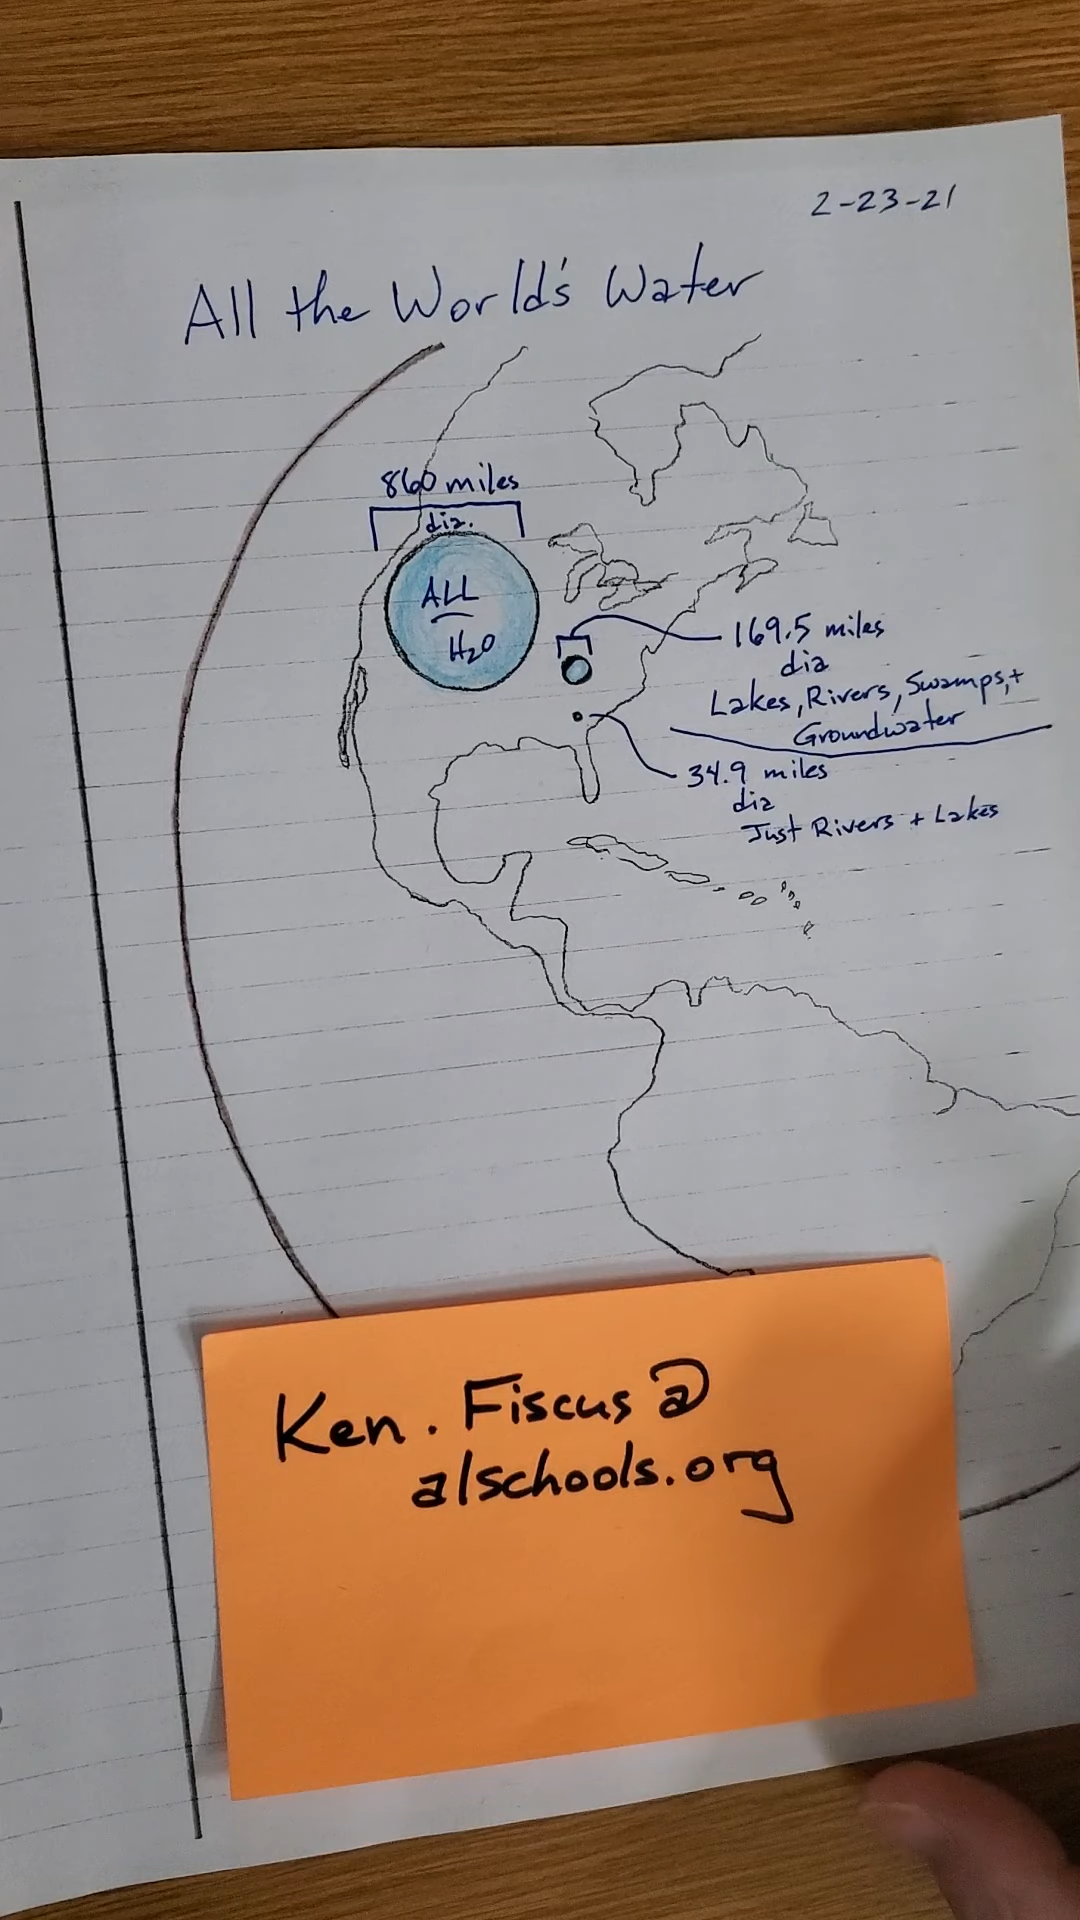 2-23-21
All the World's Water
860 miles
dia.
ALL
H2O
169.5 miles
dia
Lakes, Rivers, Swamps, +
Groundwater
34.9 miles
dia
Just Rivers + Lakes
Ken.Fiscus@
alschools.org